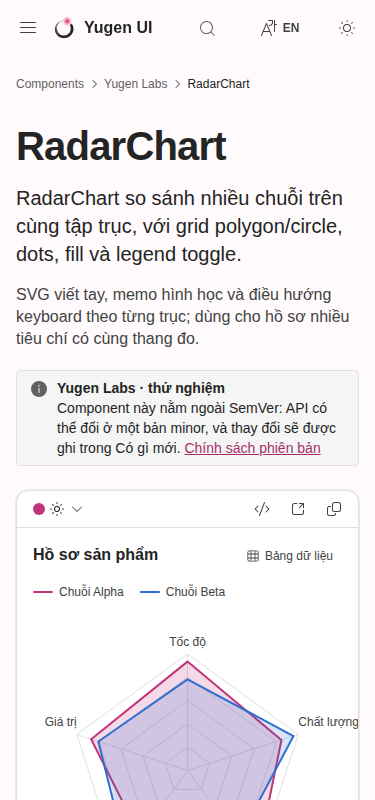 Yugen UI
EN
Components
Yugen Labs
RadarChart
RadarChart
RadarChart so sánh nhiều chuỗi trên
cùng tập trục, với grid polygon/circle,
dots, fill và legend toggle.
SVG viết tay, memo hình học và điều hướng
keyboard theo từng trục; dùng cho hồ sơ nhiều
tiêu chí có cùng thang đo.
Yugen Labs · thử nghiệm
Component này nằm ngoài SemVer: API có
thể đổi ở một bản minor, và thay đổi sẽ được
ghi trong Có gì mới. Chính sách phiên bản
Hồ sơ sản phẩm
Bảng dữ liệu
Chuỗi Alpha
Chuỗi Beta
Tốc độ
Giá trị
Chất lượng